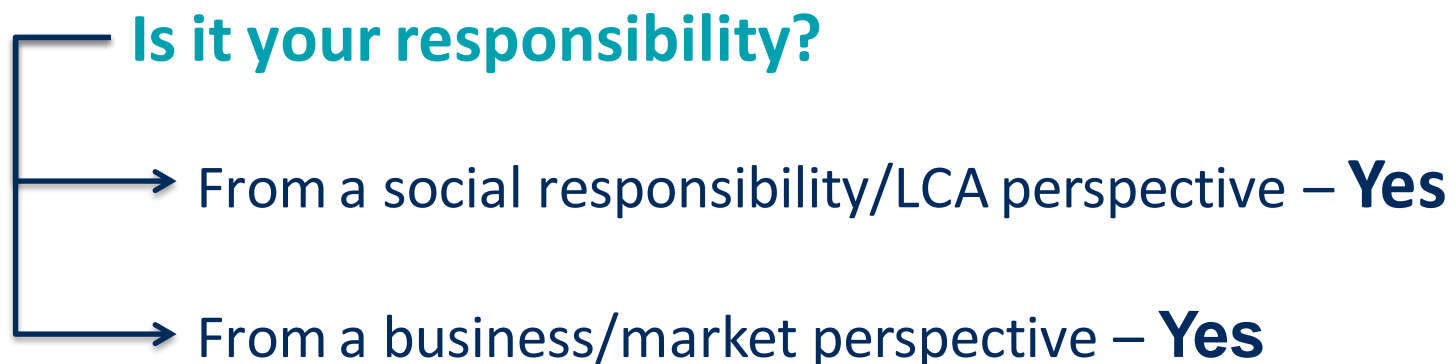 Is it your responsibility?
From a social responsibility/LCA perspective – Yes
From a business/market perspective – Yes